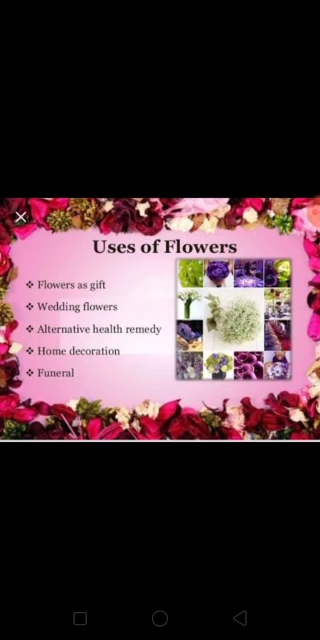 Uses of Flowers
❖ Flowers as gift
❖ Wedding flowers
❖ Alternative health remedy
❖ Home decoration
❖ Funeral